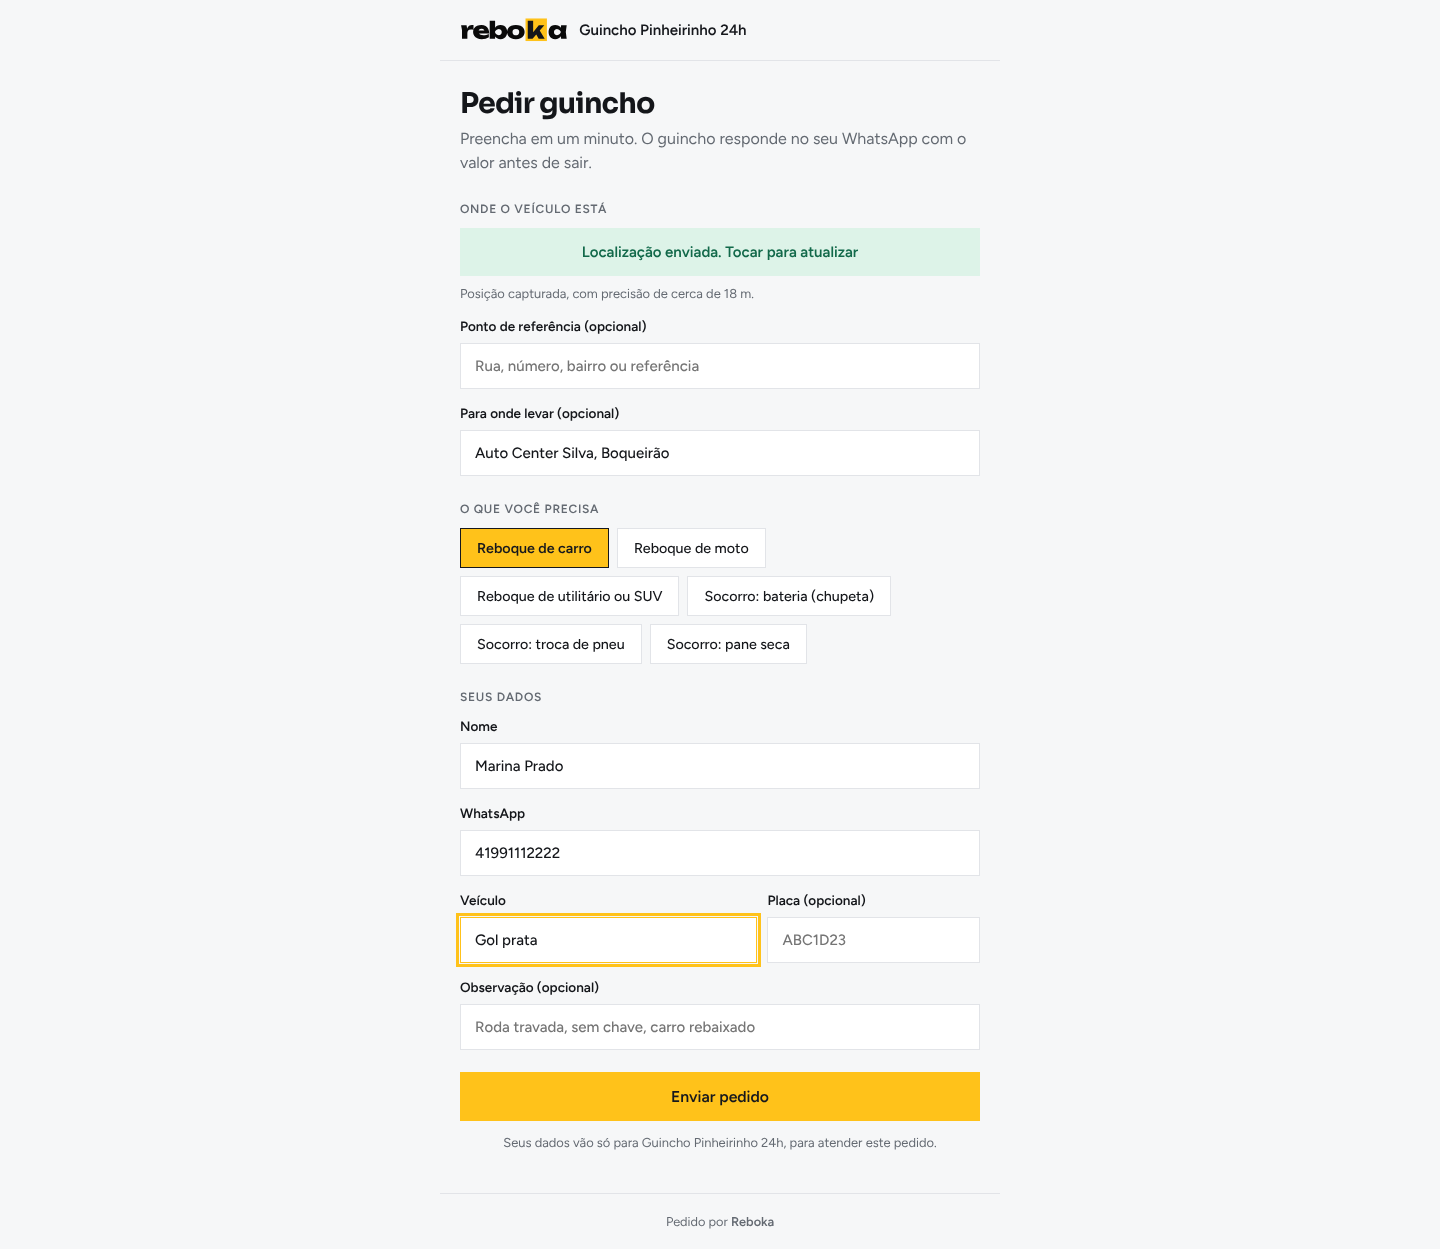 reboka Guincho Pinheirinho 24h
Pedir guincho
Preencha em um minuto. O guincho responde no seu WhatsApp com o
valor antes de sair.
ONDE O VEÍCULO ESTÁ
Localização enviada. Tocar para atualizar
Posição capturada, com precisão de cerca de 18 m.
Ponto de referência (opcional)
Rua, número, bairro ou referência
Para onde levar (opcional)
Auto Center Silva, Boqueirão
O QUE VOCÊ PRECISA
Reboque de carro Reboque de moto
Reboque de utilitário ou SUV Socorro: bateria (chupeta)
Socorro: troca de pneu Socorro: pane seca
SEUS DADOS
Nome
Marina Prado
WhatsApp
41991112222
Veículo Placa (opcional)
Gol prata ABC1D23
Observação (opcional)
Roda travada, sem chave, carro rebaixado
Enviar pedido
Seus dados vão só para Guincho Pinheirinho 24h, para atender este pedido.
Pedido por Reboka